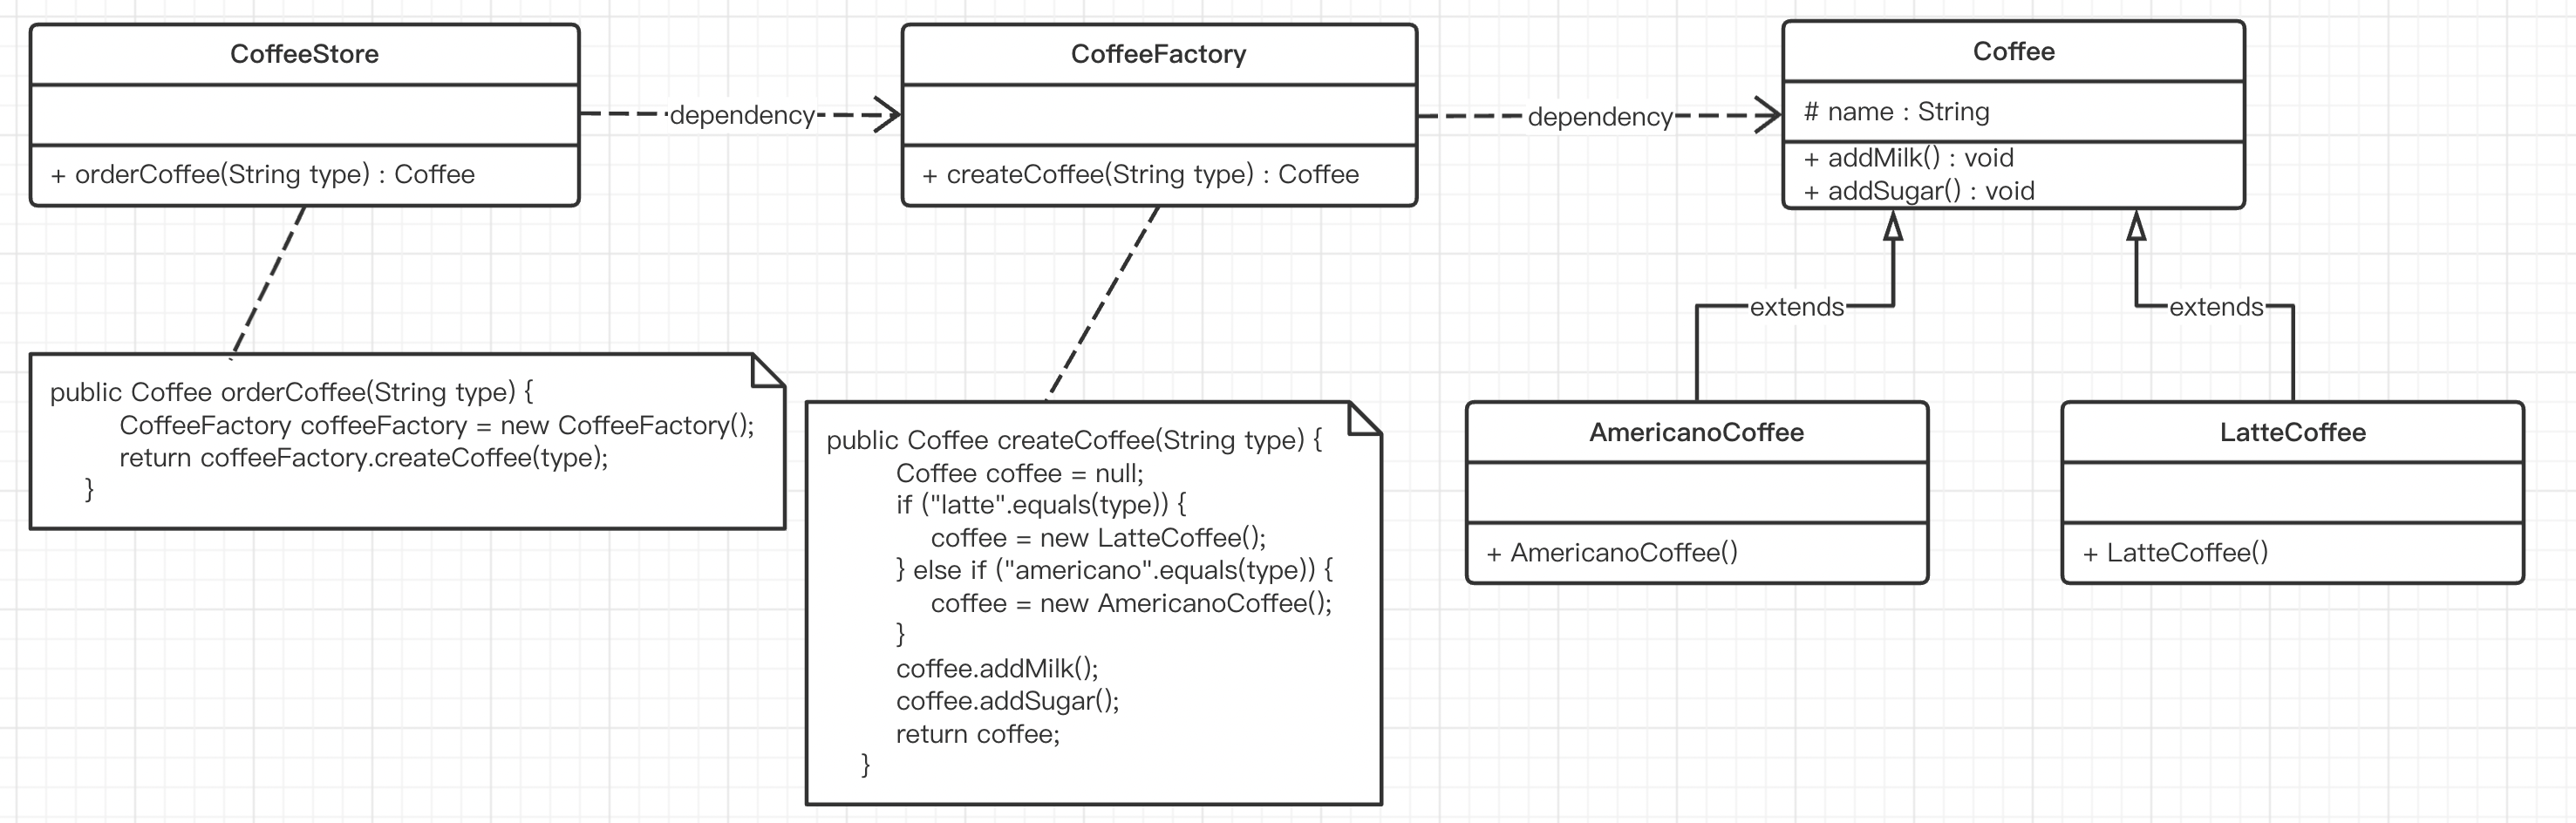 CoffeeStore
+ orderCoffee(String type) : Coffee
dependency
CoffeeFactory
+ createCoffee(String type) : Coffee
dependency
Coffee
# name : String
+ addMilk() : void
+ addSugar() : void
extends
extends
public Coffee orderCoffee(String type) {
CoffeeFactory coffeeFactory = new CoffeeFactory();
return coffeeFactory.createCoffee(type);
}
public Coffee createCoffee(String type) {
Coffee coffee = null;
if ("latte".equals(type)) {
coffee = new LatteCoffee();
} else if ("americano".equals(type)) {
coffee = new AmericanoCoffee();
}
coffee.addMilk();
coffee.addSugar();
return coffee;
}
AmericanoCoffee
+ AmericanoCoffee()
LatteCoffee
+ LatteCoffee()